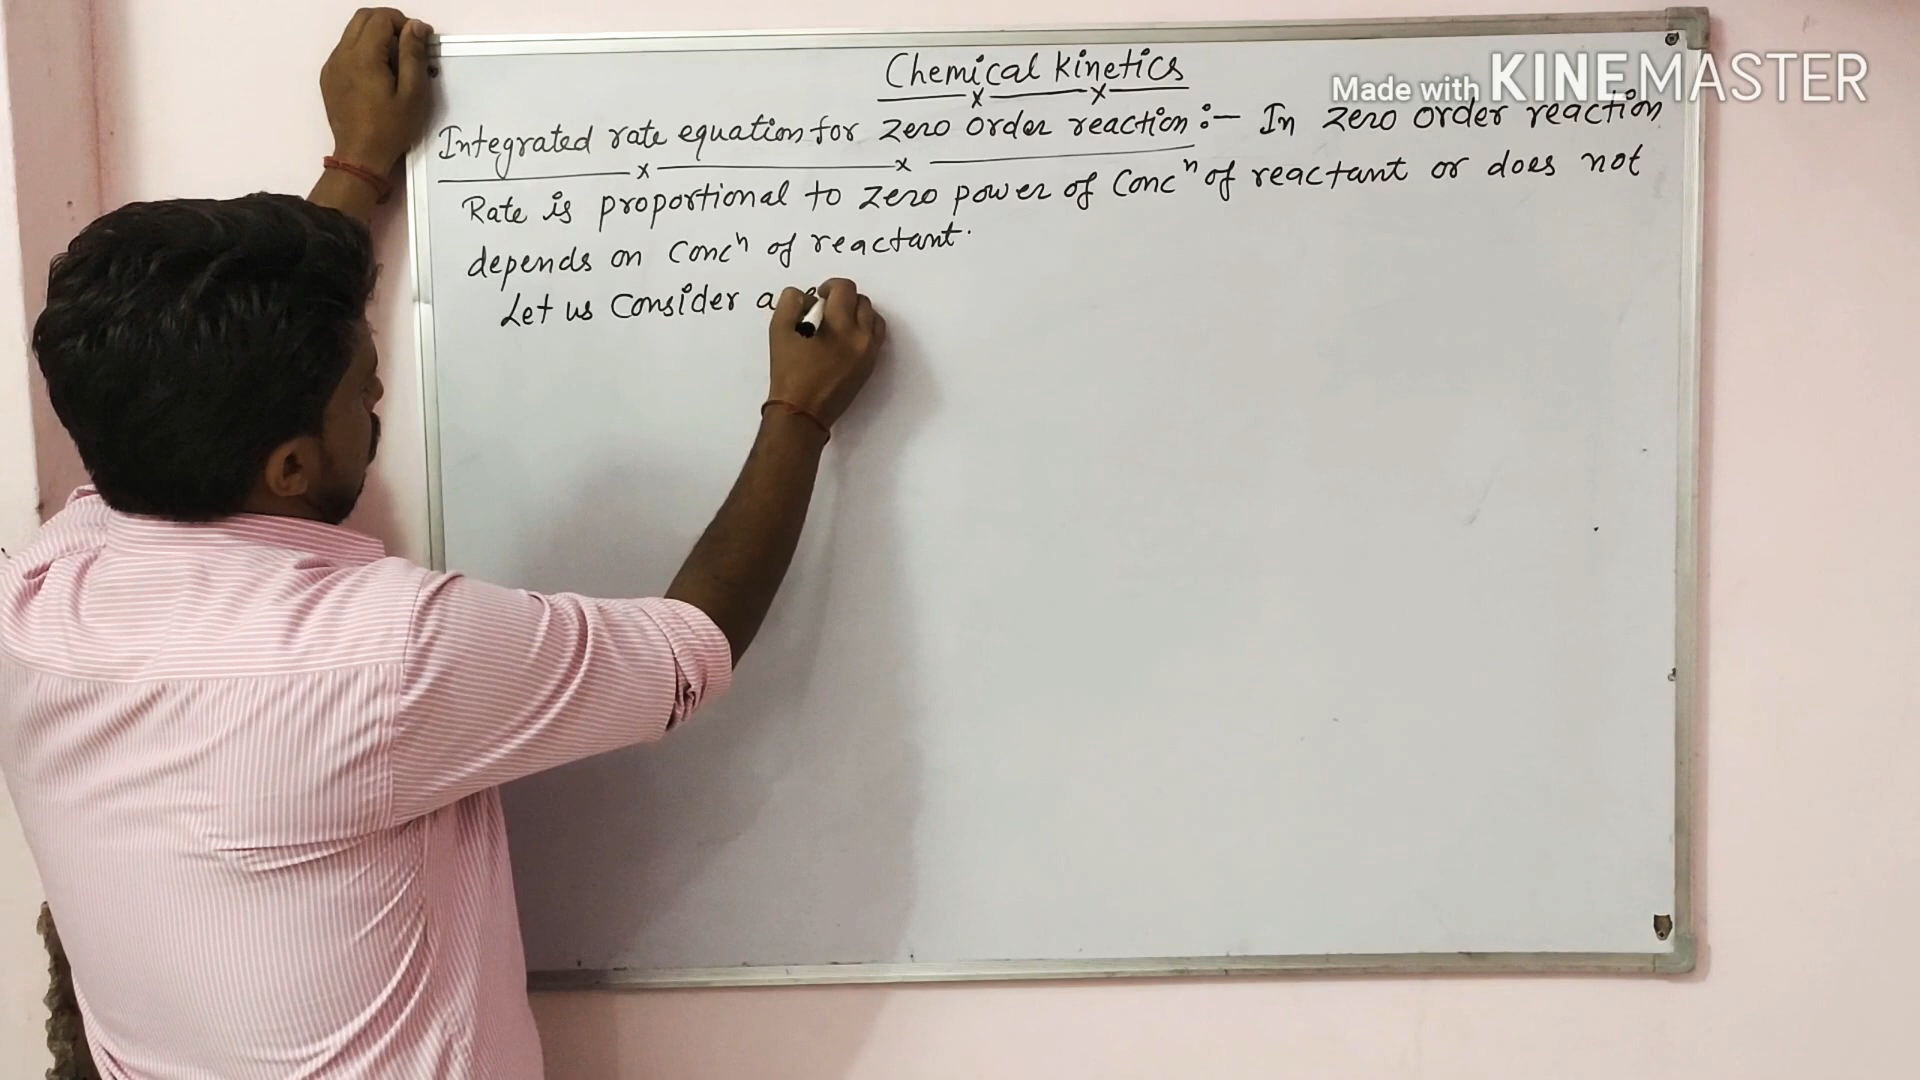 Chemical kinetics
Made with KINEMASTER
Integrated rate equation for zero order reaction :- In zero order reaction
Rate is proportional to zero power of Concⁿ of reactant or does not
depends on concⁿ of reactant.
Let us Consider a